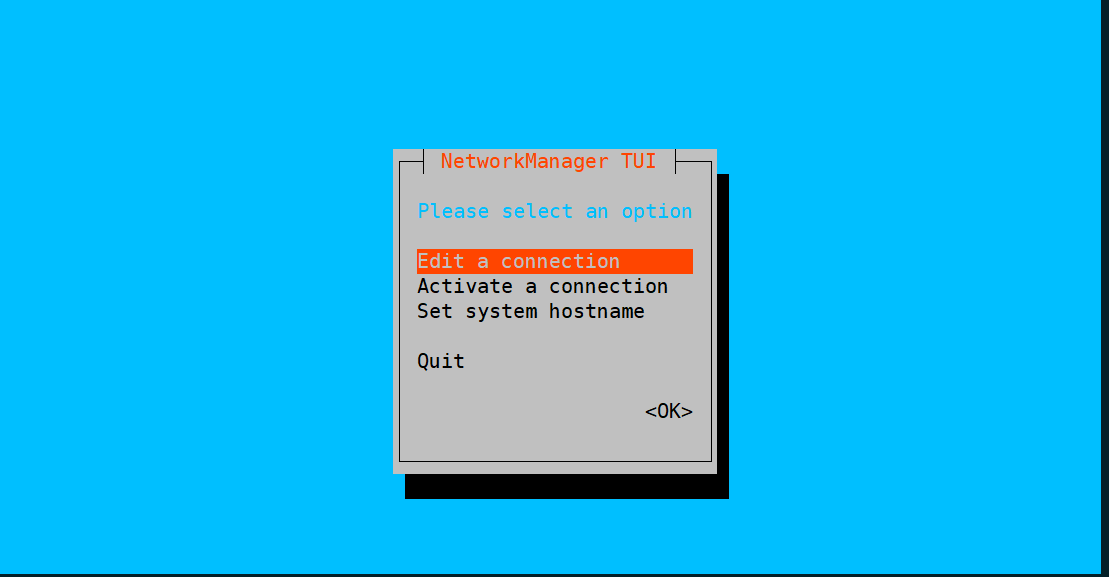 NetworkManager TUI
Please select an option
Edit a connection
Activate a connection
Set system hostname
Quit
<OK>